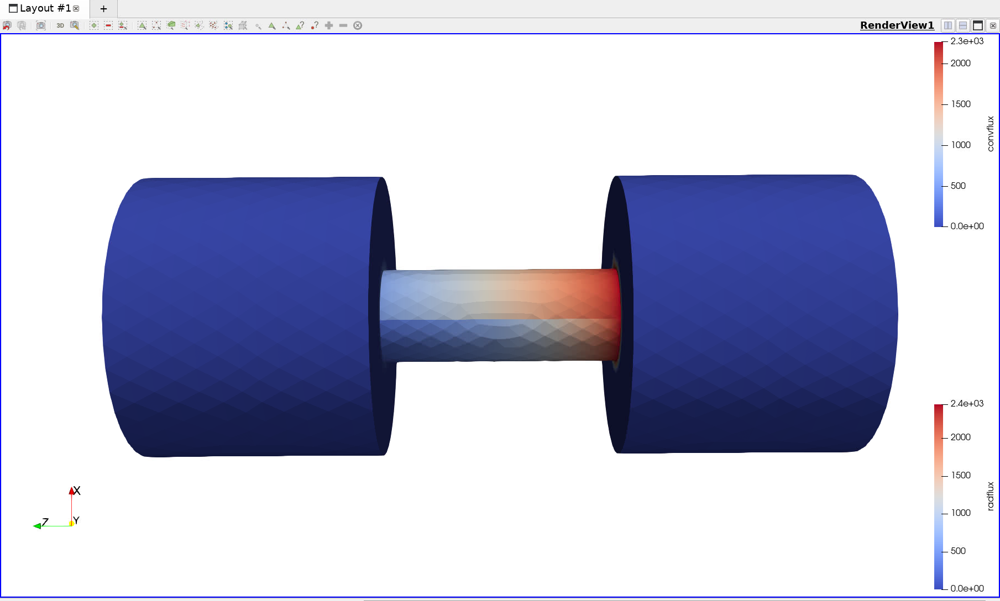 Layout #1
+
3D
RenderView1
2.3e+03
2000
1500
1000
500
0.0e+00
convflux
2.4e+03
2000
1500
1000
500
0.0e+00
radflux
X
Z
Y